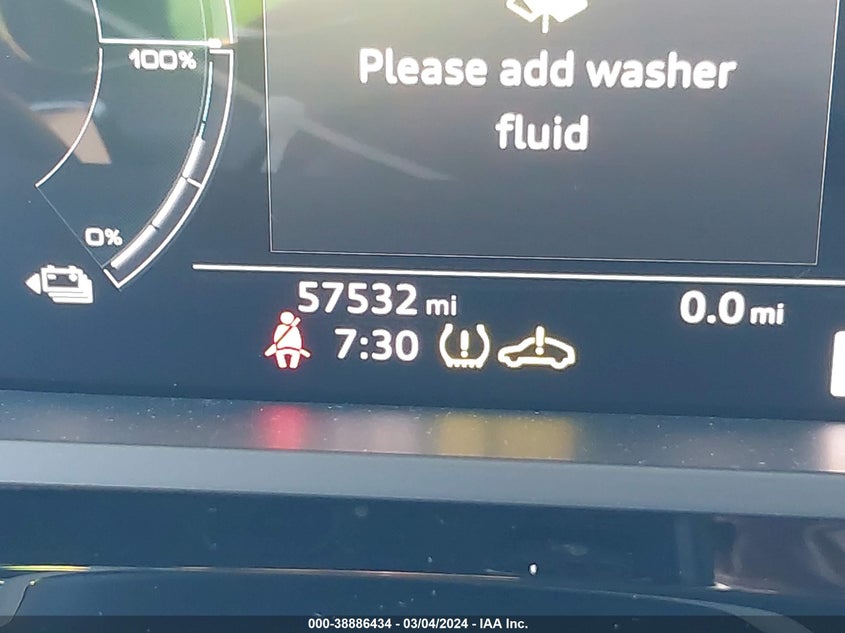 100%
Please add washer
fluid
0%
57532 mi
0.0 mi
7:30
000-38886434 - 03/04/2024 - IAA Inc.